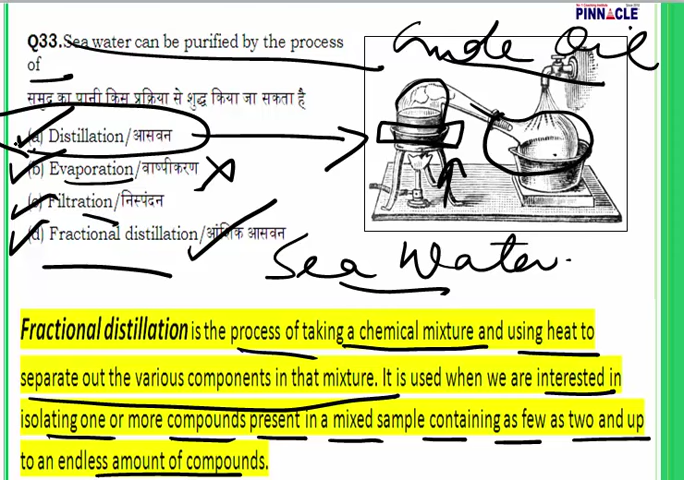 No 1 Coaching Institute
PINNACLE
Q33.Sea water can be purified by the process
of
समुद्र का पानी किस प्रक्रिया से शुद्ध किया जा सकता है
(a) Distillation/आसवन
(b) Evaporation/वाष्पीकरण
(c) Filtration/निस्पंदन
(d) Fractional distillation/आंशिक आसवन
Crude Oil
Sea Water.
Fractional distillation is the process of taking a chemical mixture and using heat to
separate out the various components in that mixture. It is used when we are interested in
isolating one or more compounds present in a mixed sample containing as few as two and up
to an endless amount of compounds.